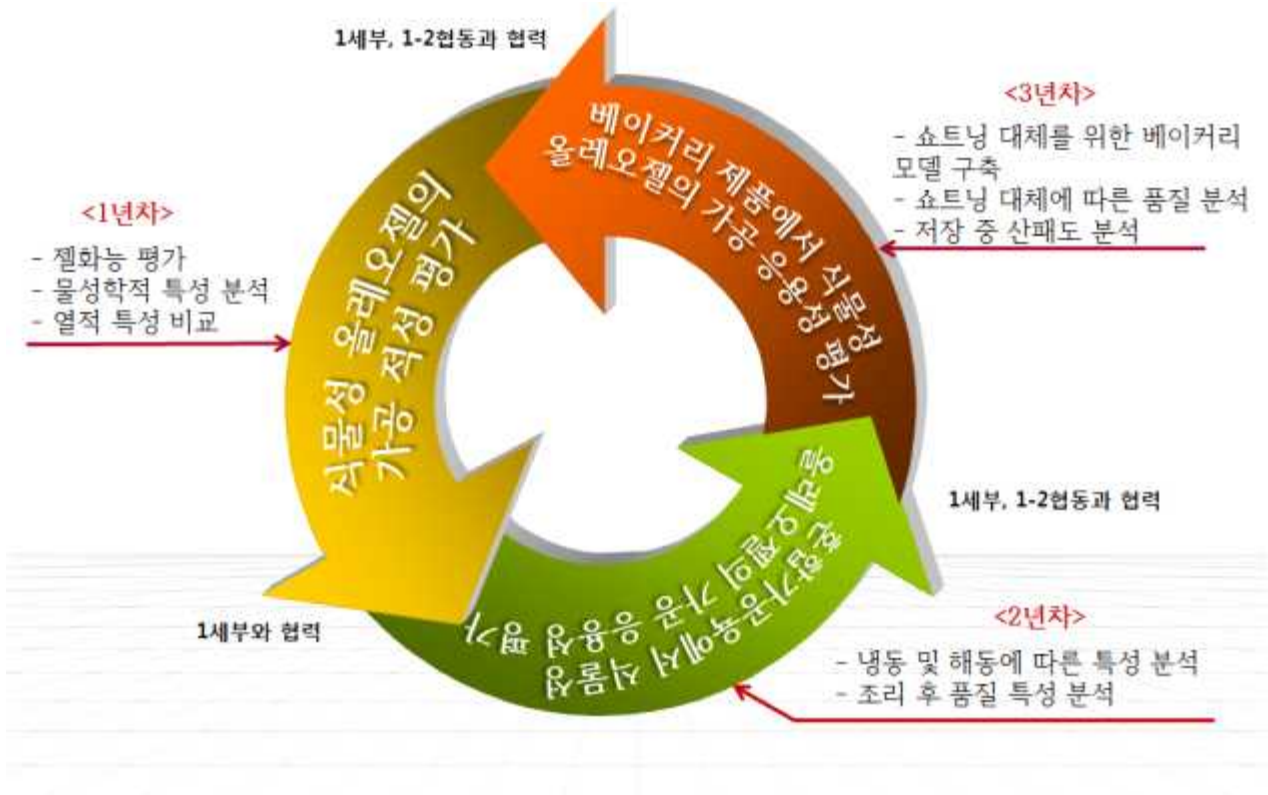 1세부, 1-2협동과 협력
<3년차>
- 쇼트닝 대체를 위한 베이커리
모델 구축
- 쇼트닝 대체에 따른 품질 분석
- 저장 중 산패도 분석
베이커리 제품에서 식물성
올레오젤의 가공 응용성 평가
<1년차>
- 젤화능 평가
- 물성학적 특성 분석
- 열적 특성 비교
식물성 올레오젤의
가공 적성 평가
1세부, 1-2협동과 협력
1세부와 협력
<2년차>
- 냉동 및 해동에 따른 특성 분석
- 조리 후 품질 특성 분석
혼합가공육에서 식물성
올레오젤의 가공 응용성 평가